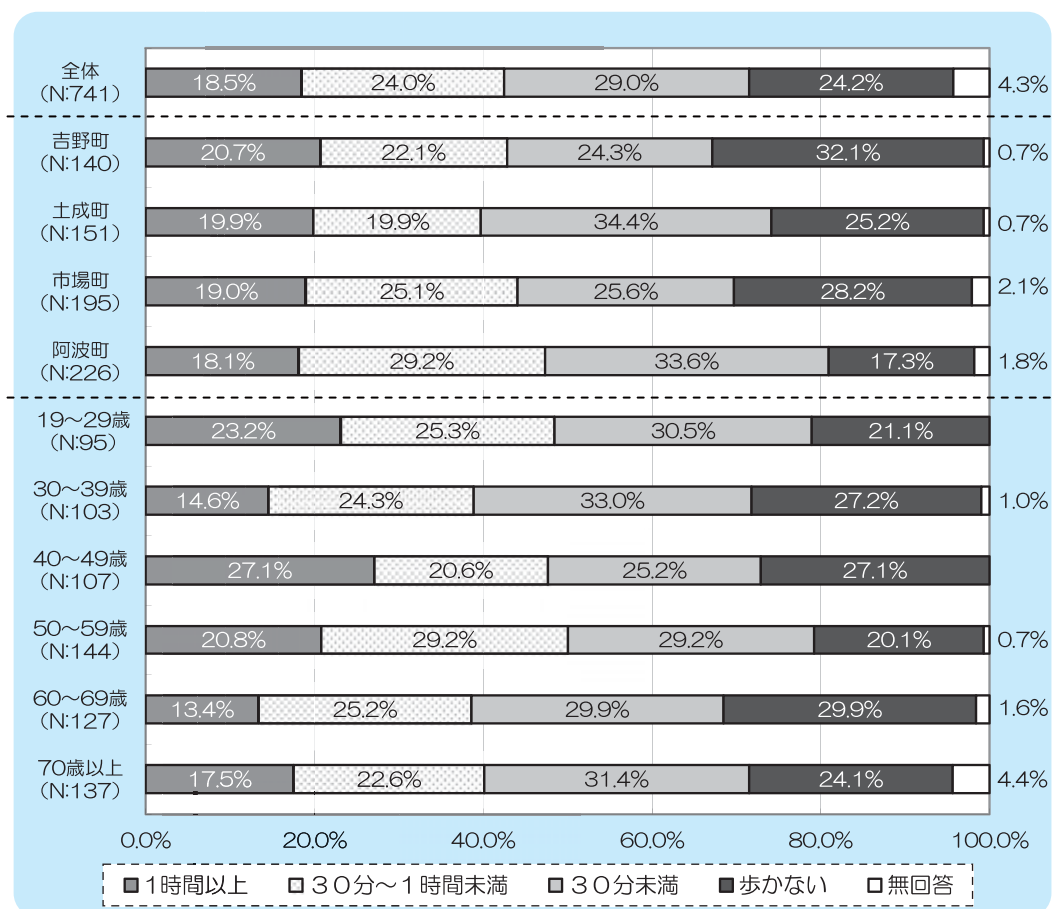 全体
(N:741)
18.5% 24.0% 29.0% 24.2% 4.3%
吉野町
(N:140)
20.7% 22.1% 24.3% 32.1% 0.7%
土成町
(N:151)
19.9% 19.9% 34.4% 25.2% 0.7%
市場町
(N:195)
19.0% 25.1% 25.6% 28.2% 2.1%
阿波町
(N:226)
18.1% 29.2% 33.6% 17.3% 1.8%
19～29歳
(N:95)
23.2% 25.3% 30.5% 21.1%
30～39歳
(N:103)
14.6% 24.3% 33.0% 27.2% 1.0%
40～49歳
(N:107)
27.1% 20.6% 25.2% 27.1%
50～59歳
(N:144)
20.8% 29.2% 29.2% 20.1% 0.7%
60～69歳
(N:127)
13.4% 25.2% 29.9% 29.9% 1.6%
70歳以上
(N:137)
17.5% 22.6% 31.4% 24.1% 4.4%
0.0% 20.0% 40.0% 60.0% 80.0% 100.0%
1時間以上 ３０分～１時間未満 ３０分未満 歩かない 無回答